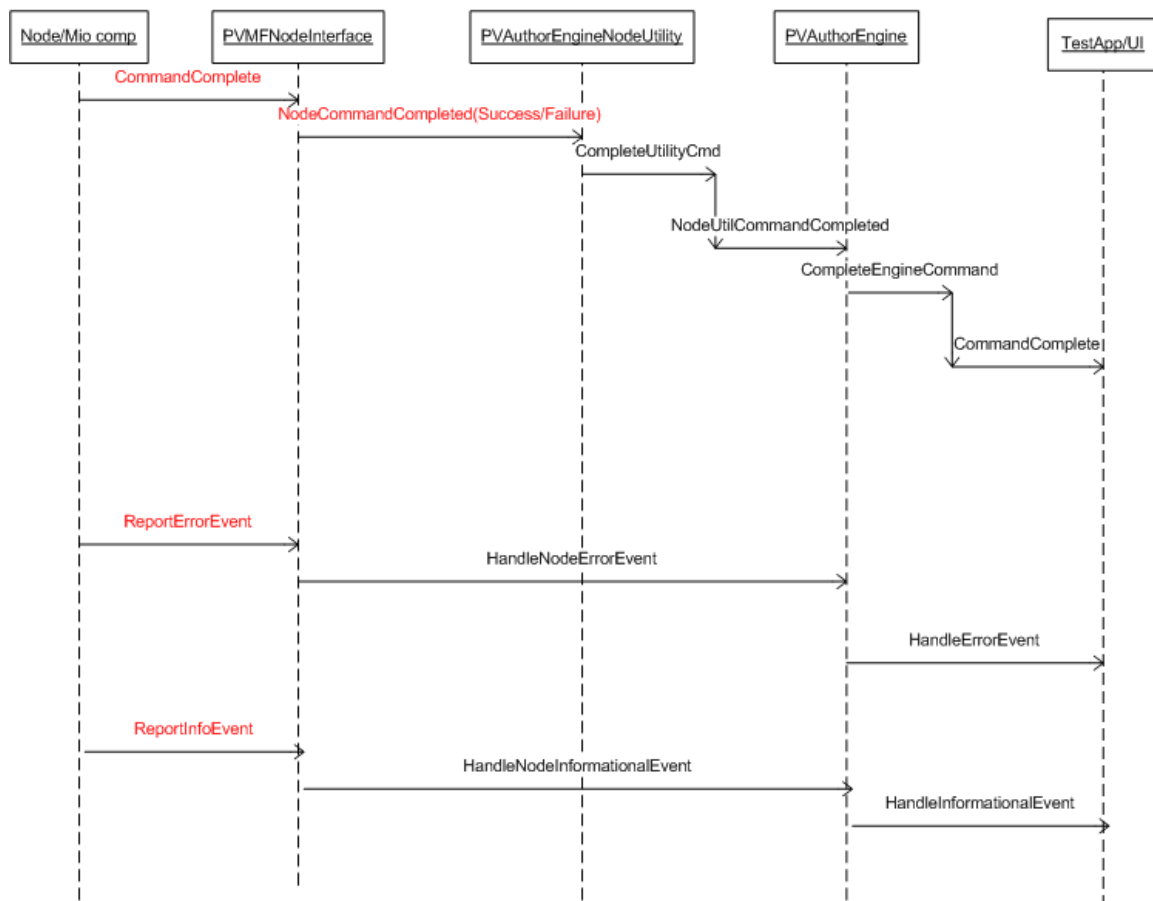 Node/Mio comp
PVMFNodeInterface
PVAuthorEngineNodeUtility
PVAuthorEngine
TestApp/UI
CommandComplete
NodeCommandCompleted(Success/Failure)
CompleteUtilityCmd
NodeUtilCommandCompleted
CompleteEngineCommand
CommandComplete
ReportErrorEvent
HandleNodeErrorEvent
HandleErrorEvent
ReportInfoEvent
HandleNodeInformationalEvent
HandleInformationalEvent